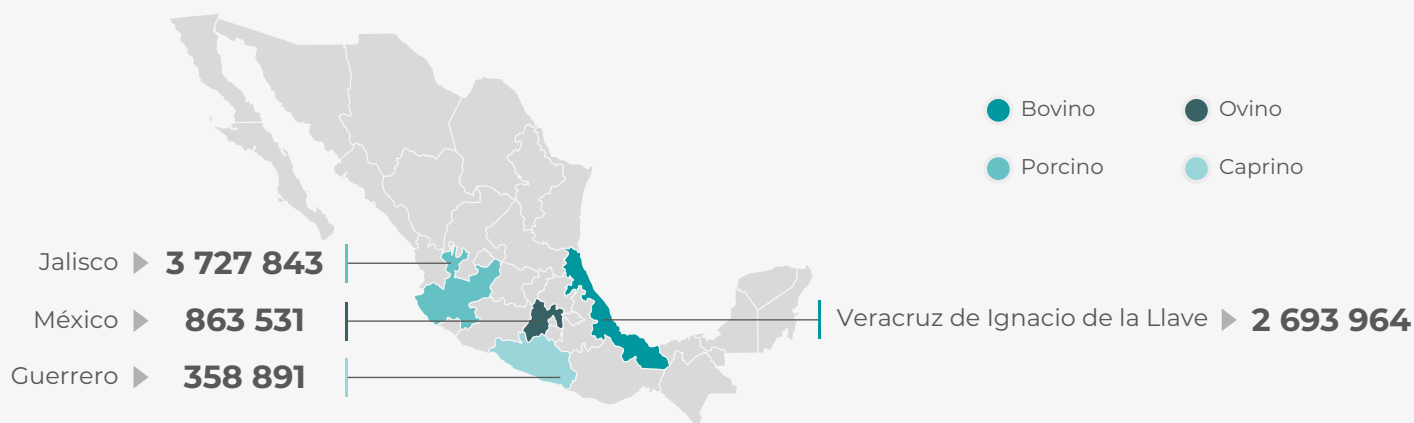 Bovino
Ovino
Porcino
Caprino
Jalisco 3 727 843
México 863 531
Guerrero 358 891
Veracruz de Ignacio de la Llave 2 693 964